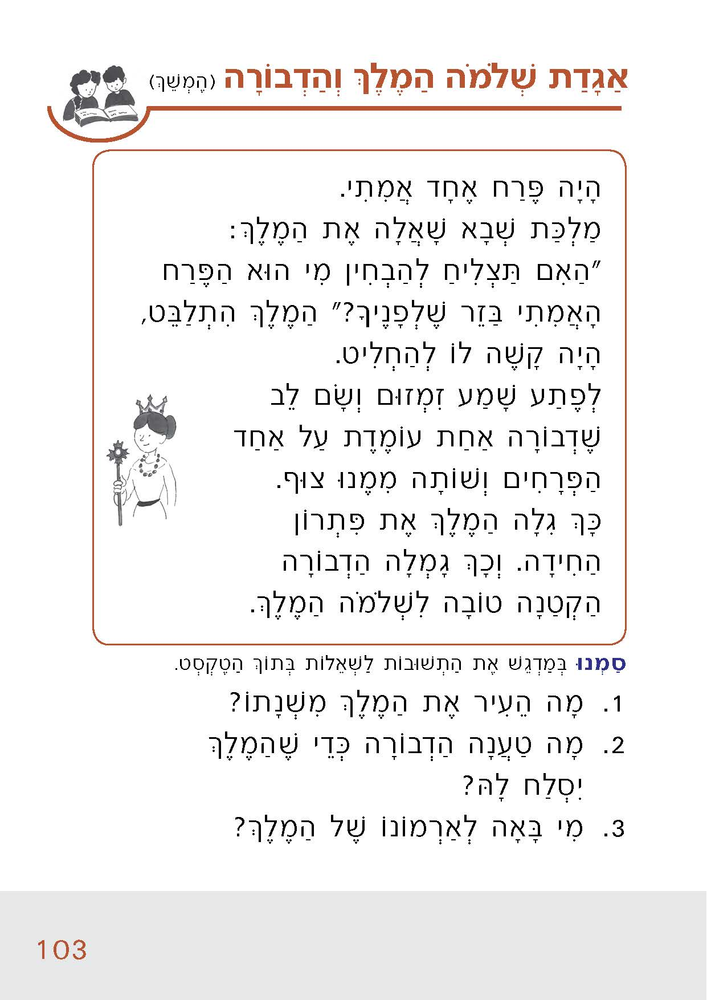 אַגָּדַת שְׁלֹמֹה הַמֶּלֶךְ וְהַדְּבוֹרָה (הֶמְשֵׁךְ)
הָיָה פֶּרַח אֶחָד אֲמִתִּי.
מַלְכַּת שְׁבָא שָׁאֲלָה אֶת הַמֶּלֶךְ:
"הַאִם תַּצְלִיחַ לְהַבְחִין מִי הוּא הַפֶּרַח
הָאֲמִתִּי בַּזֵּר שֶׁלְּפָנֶיךָ?" הַמֶּלֶךְ הִתְלַבֵּט,
הָיָה קָשֶׁה לוֹ לְהַחְלִיט.
לְפֶתַע שָׁמַע זִמְזוּם וְשָׂם לֵב
שֶׁדְּבוֹרָה אַחַת עוֹמֶדֶת עַל אַחַד
הַפְּרָחִים וְשׁוֹתָה מִמֶּנּוּ צוּף.
כָּךְ גִּלָּה הַמֶּלֶךְ אֶת פִּתְרוֹן
הַחִידָה. וְכָךְ גָּמְלָה הַדְּבוֹרָה
הַקְּטַנָּה טוֹבָה לִשְׁלֹמֹה הַמֶּלֶךְ.
סַמְּנוּ בְּמַדְגֵּשׁ אֶת הַתְּשׁוּבוֹת לַשְּׁאֵלוֹת בְּתוֹךְ הַטֶּקְסְט.
1. מָה הֵעִיר אֶת הַמֶּלֶךְ מִשְּׁנָתוֹ?
2. מָה טַעֲנָה הַדְּבוֹרָה כְּדֵי שֶׁהַמֶּלֶךְ
יִסְלַח לָהּ?
3. מִי בָּאָה לְאַרְמוֹנוֹ שֶׁל הַמֶּלֶךְ?
103